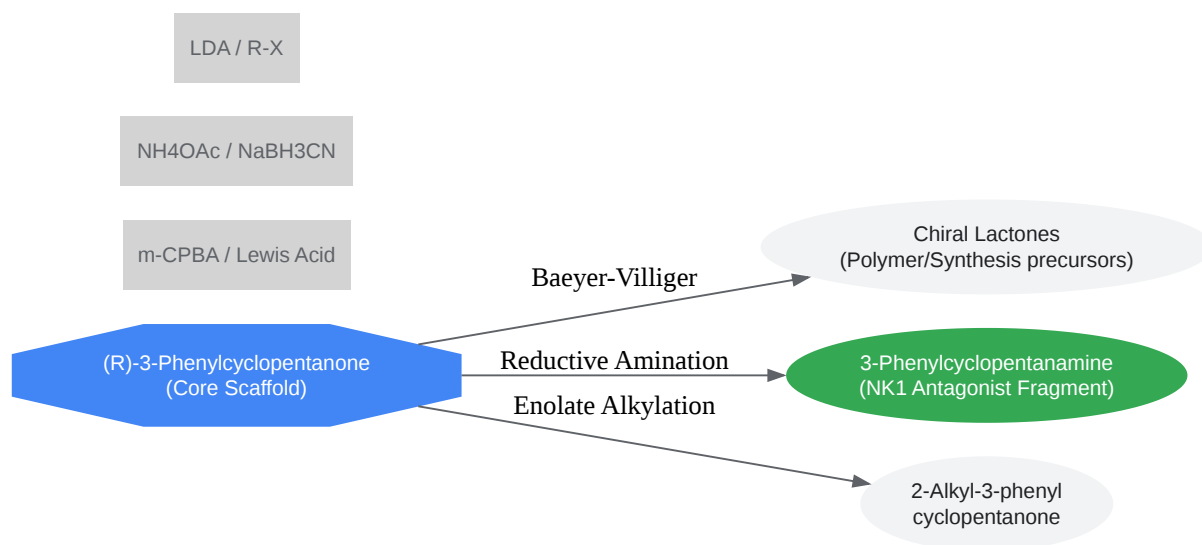 LDA / R-X
NH4OAc / NaBH3CN
m-CPBA / Lewis Acid
Chiral Lactones
(Polymer/Synthesis precursors)
Baeyer-Villiger
(R)-3-Phenylcyclopentanone
(Core Scaffold)
Reductive Amination
3-Phenylcyclopentanamine
(NK1 Antagonist Fragment)
Enolate Alkylation
2-Alkyl-3-phenyl
cyclopentanone